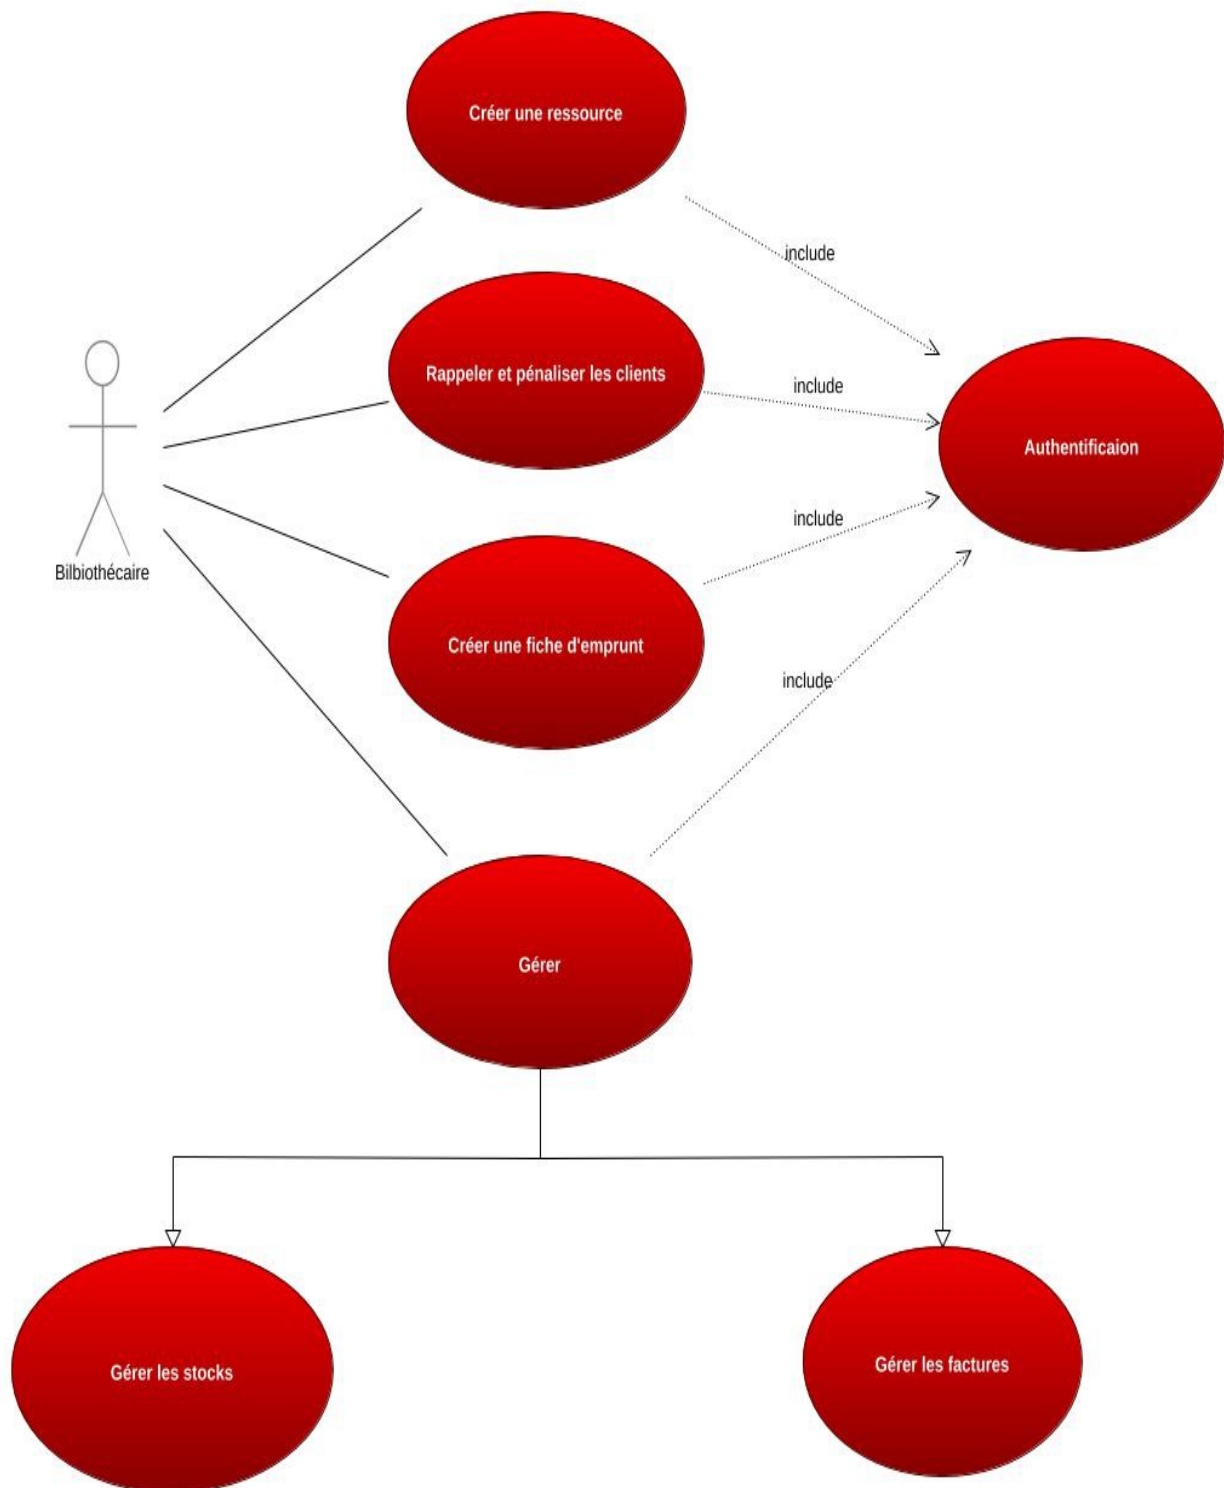 Créer une ressource
include
Rappeler et pénaliser les clients
include
Authentificaion
include
Bilbiothécaire
Créer une fiche d'emprunt
include
Gérer
Gérer les stocks
Gérer les factures